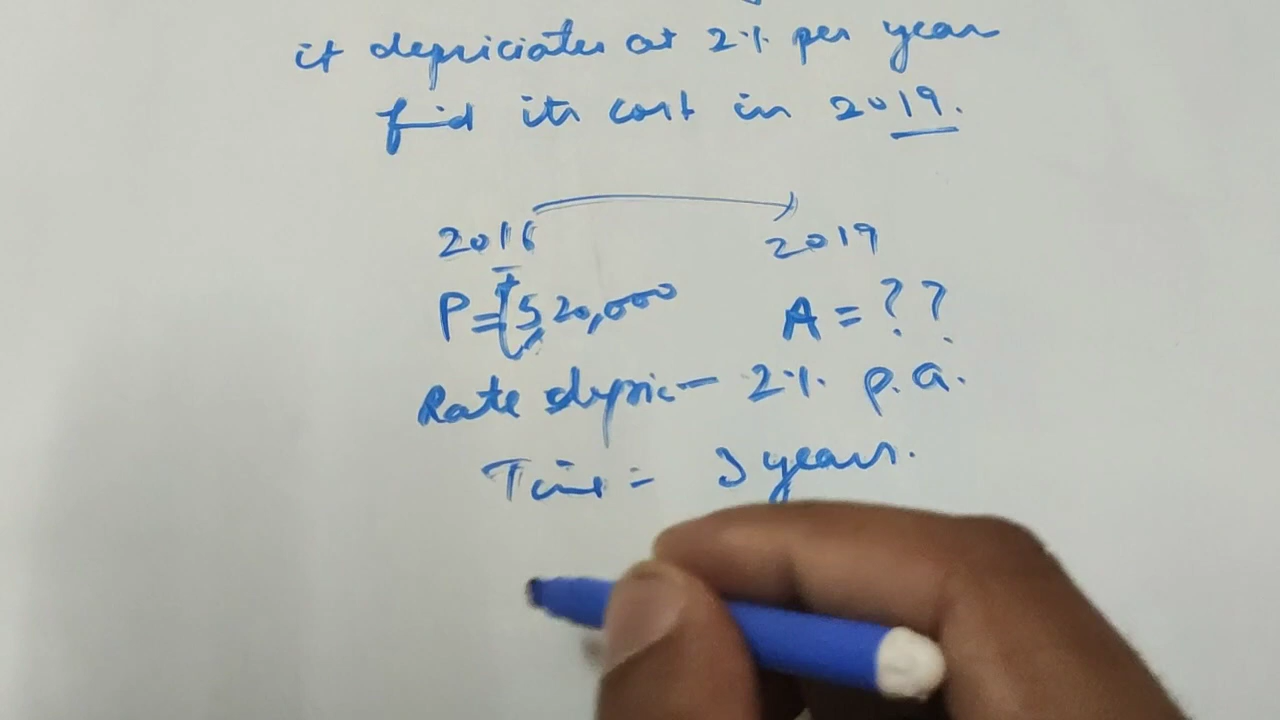 it depriciates at 2% per year
find its cost in 2019.
2016 2019
P = ₹5,20,000 A = ??
Rate depric - 2% p.a.
Time = 3 years.